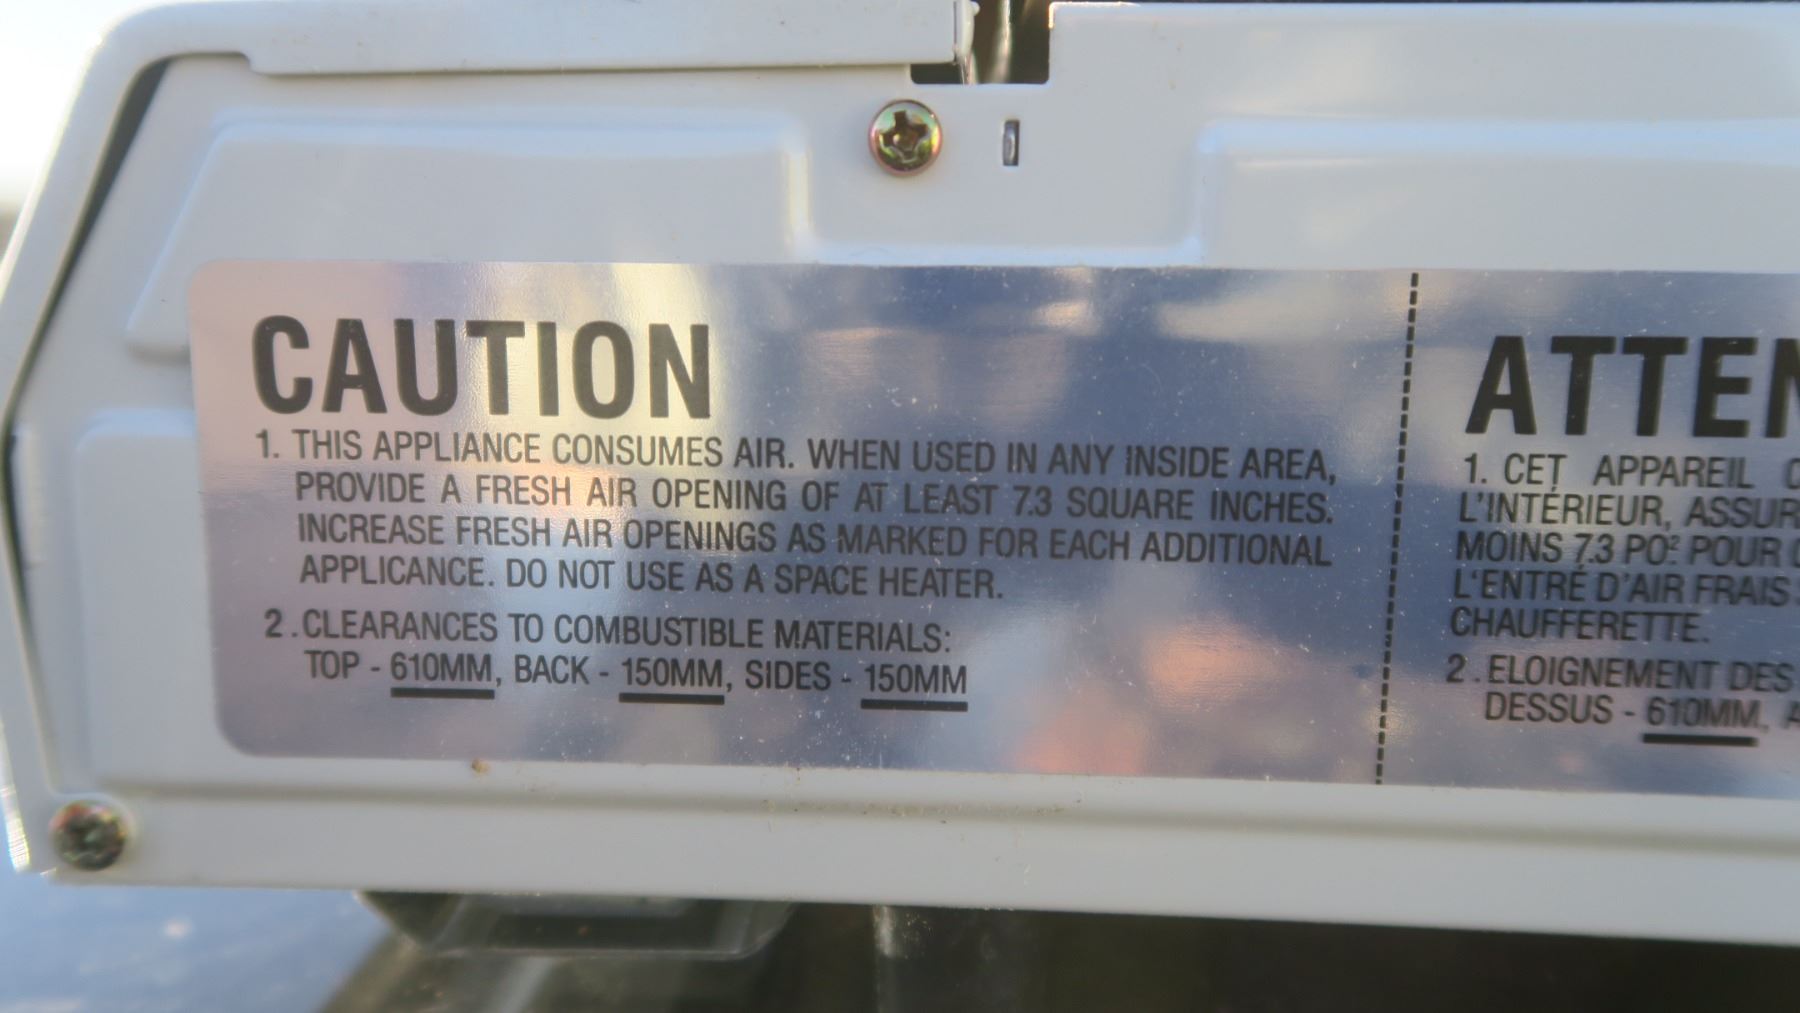 CAUTION
1. THIS APPLIANCE CONSUMES AIR. WHEN USED IN ANY INSIDE AREA,
PROVIDE A FRESH AIR OPENING OF AT LEAST 7.3 SQUARE INCHES.
INCREASE FRESH AIR OPENINGS AS MARKED FOR EACH ADDITIONAL
APPLICANCE. DO NOT USE AS A SPACE HEATER.
2. CLEARANCES TO COMBUSTIBLE MATERIALS:
TOP - 610MM, BACK - 150MM, SIDES - 150MM
ATTEN
1. CET APPAREIL
L'INTÉRIEUR, ASSUR
MOINS 7.3 PO² POUR
L'ENTRÉ D'AIR FRAIS
CHAUFFERETTE.
2. ELOIGNEMENT DES
DESSUS - 610MM, A